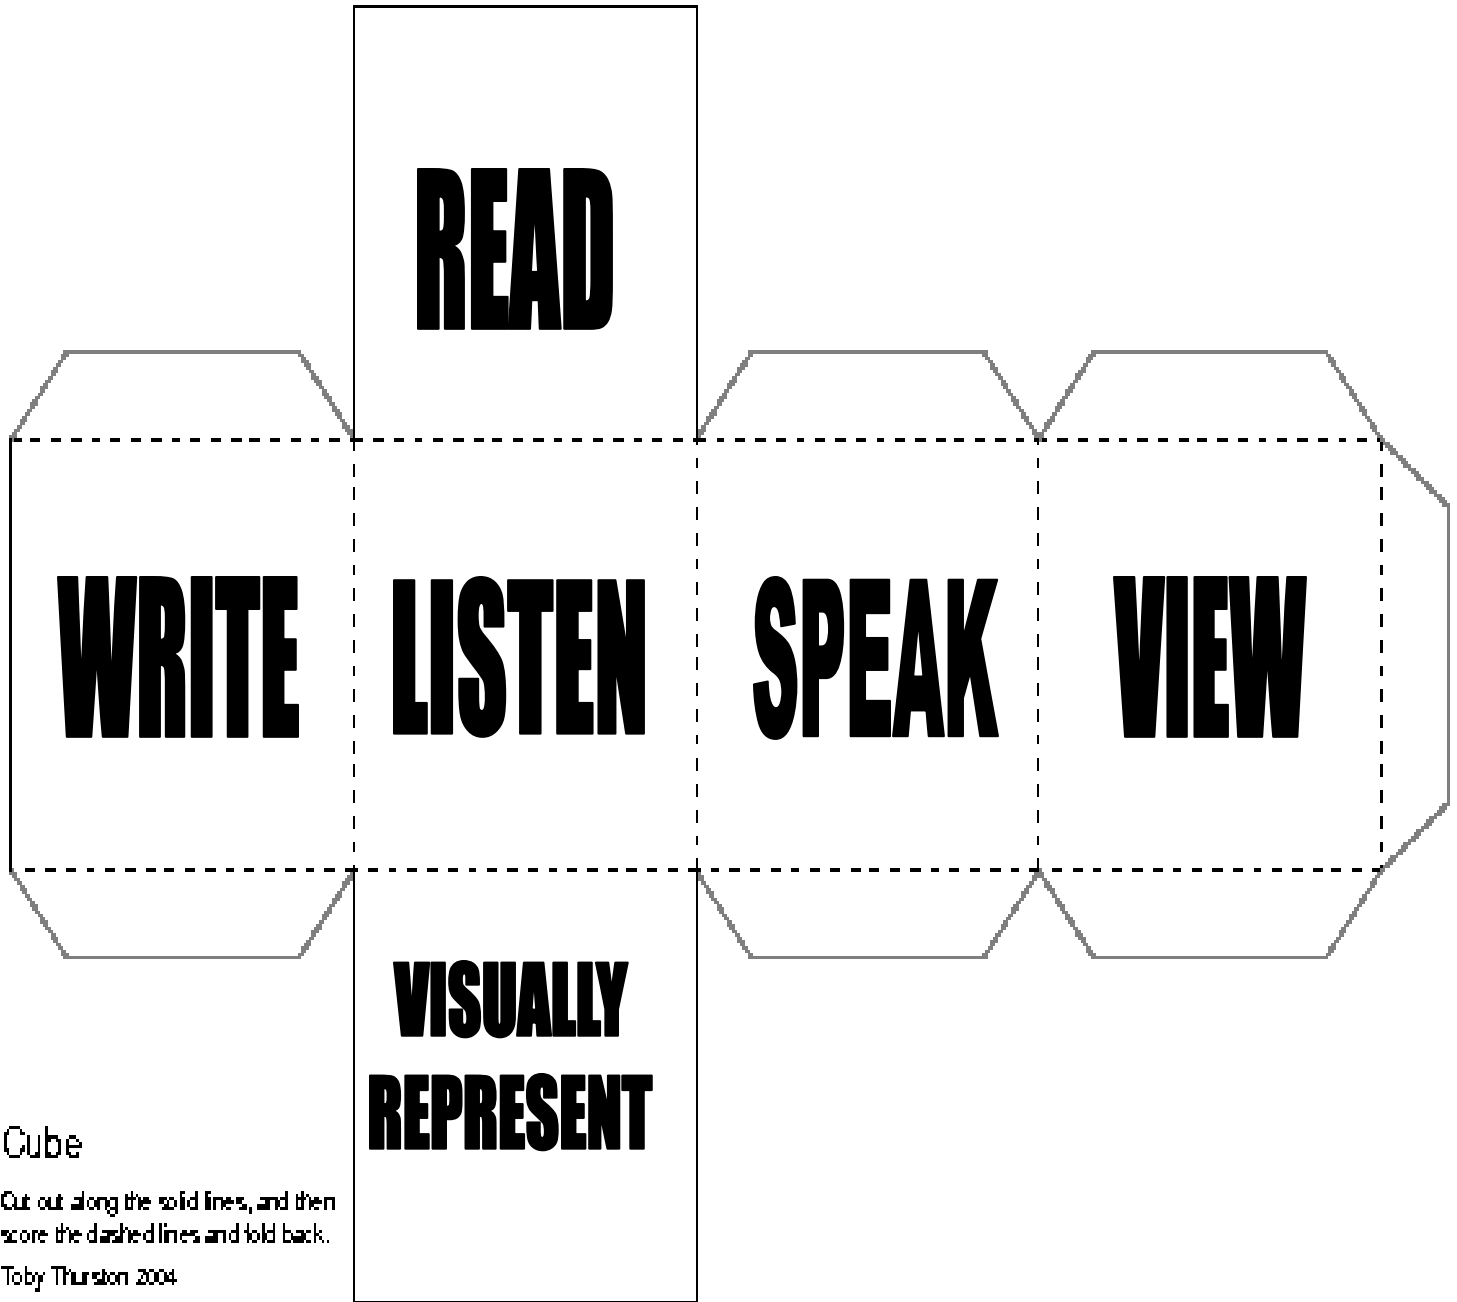 READ
WRITE
LISTEN
SPEAK
VIEW
VISUALLY
REPRESENT
Cube
Cut out along the solid lines, and then
score the dashed lines and fold back.
Toby Thurston 2004